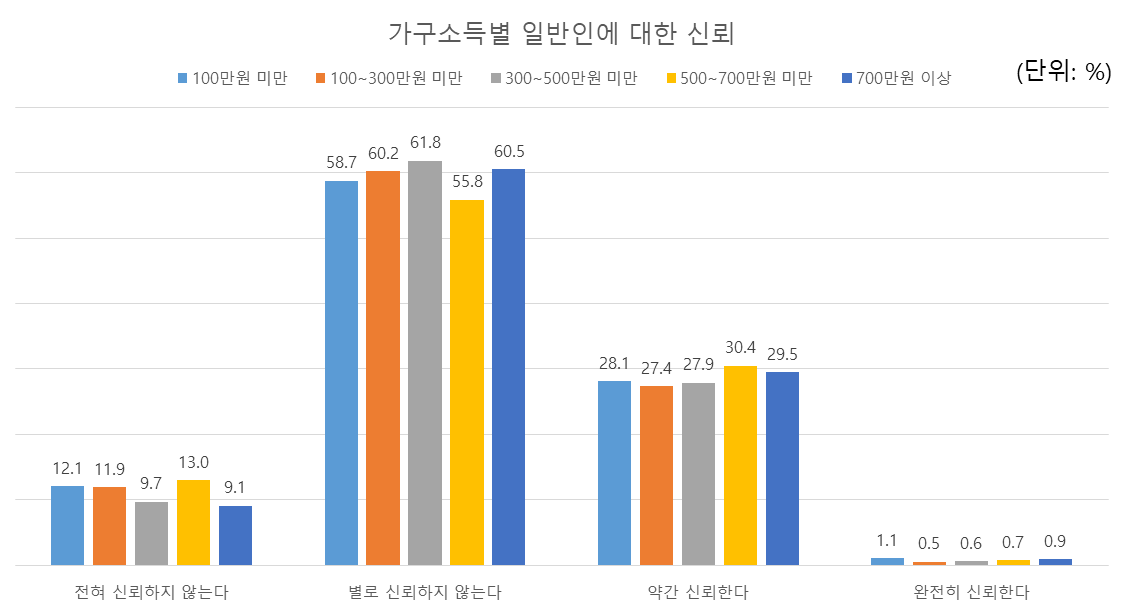 가구소득별 일반인에 대한 신뢰
100만원 미만 100~300만원 미만 300~500만원 미만 500~700만원 미만 700만원 이상
(단위: %)
12.1 11.9 9.7 13.0 9.1
58.7 60.2 61.8 55.8 60.5
28.1 27.4 27.9 30.4 29.5
1.1 0.5 0.6 0.7 0.9
전혀 신뢰하지 않는다 별로 신뢰하지 않는다 약간 신뢰한다 완전히 신뢰한다